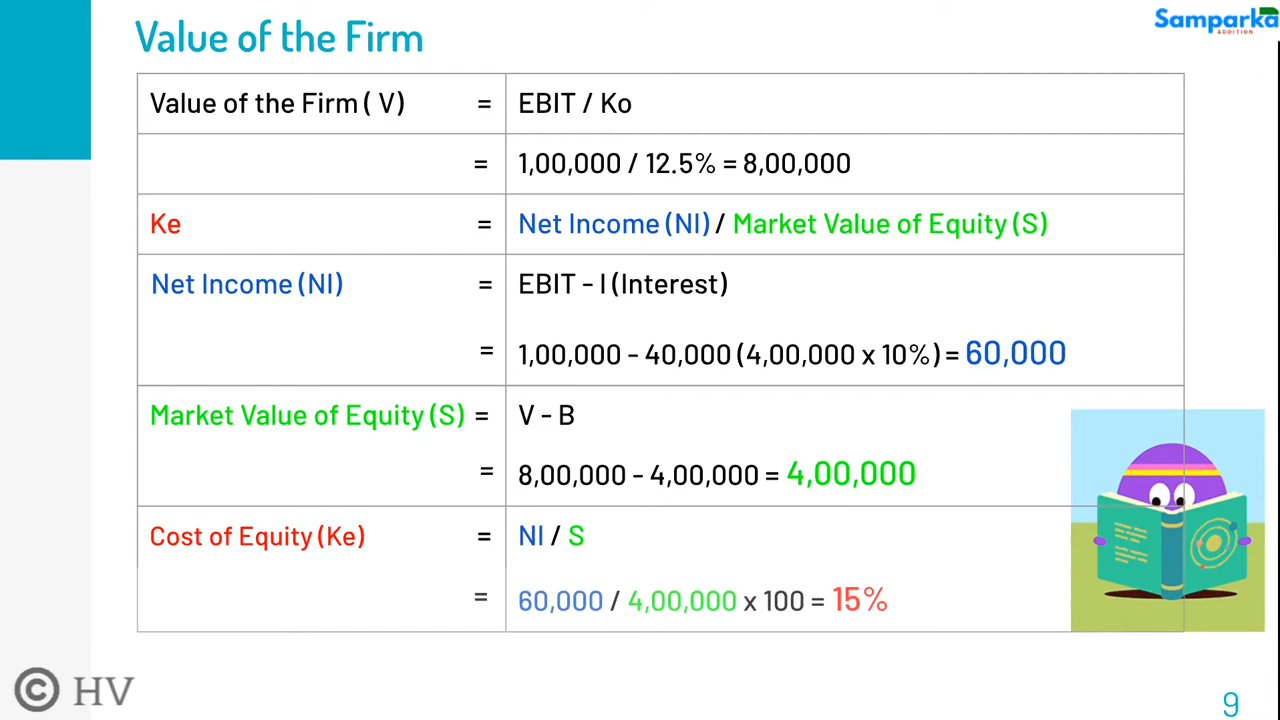 Samparka
ADDITION
Value of the Firm
Value of the Firm ( V) = EBIT / Ko
= 1,00,000 / 12.5% = 8,00,000
Ke = Net Income (NI) / Market Value of Equity (S)
Net Income (NI) = EBIT - I (Interest)
= 1,00,000 - 40,000 (4,00,000 x 10%) = 60,000
Market Value of Equity (S) = V - B
= 8,00,000 - 4,00,000 = 4,00,000
Cost of Equity (Ke) = NI / S
= 60,000 / 4,00,000 x 100 = 15%
© HV
9